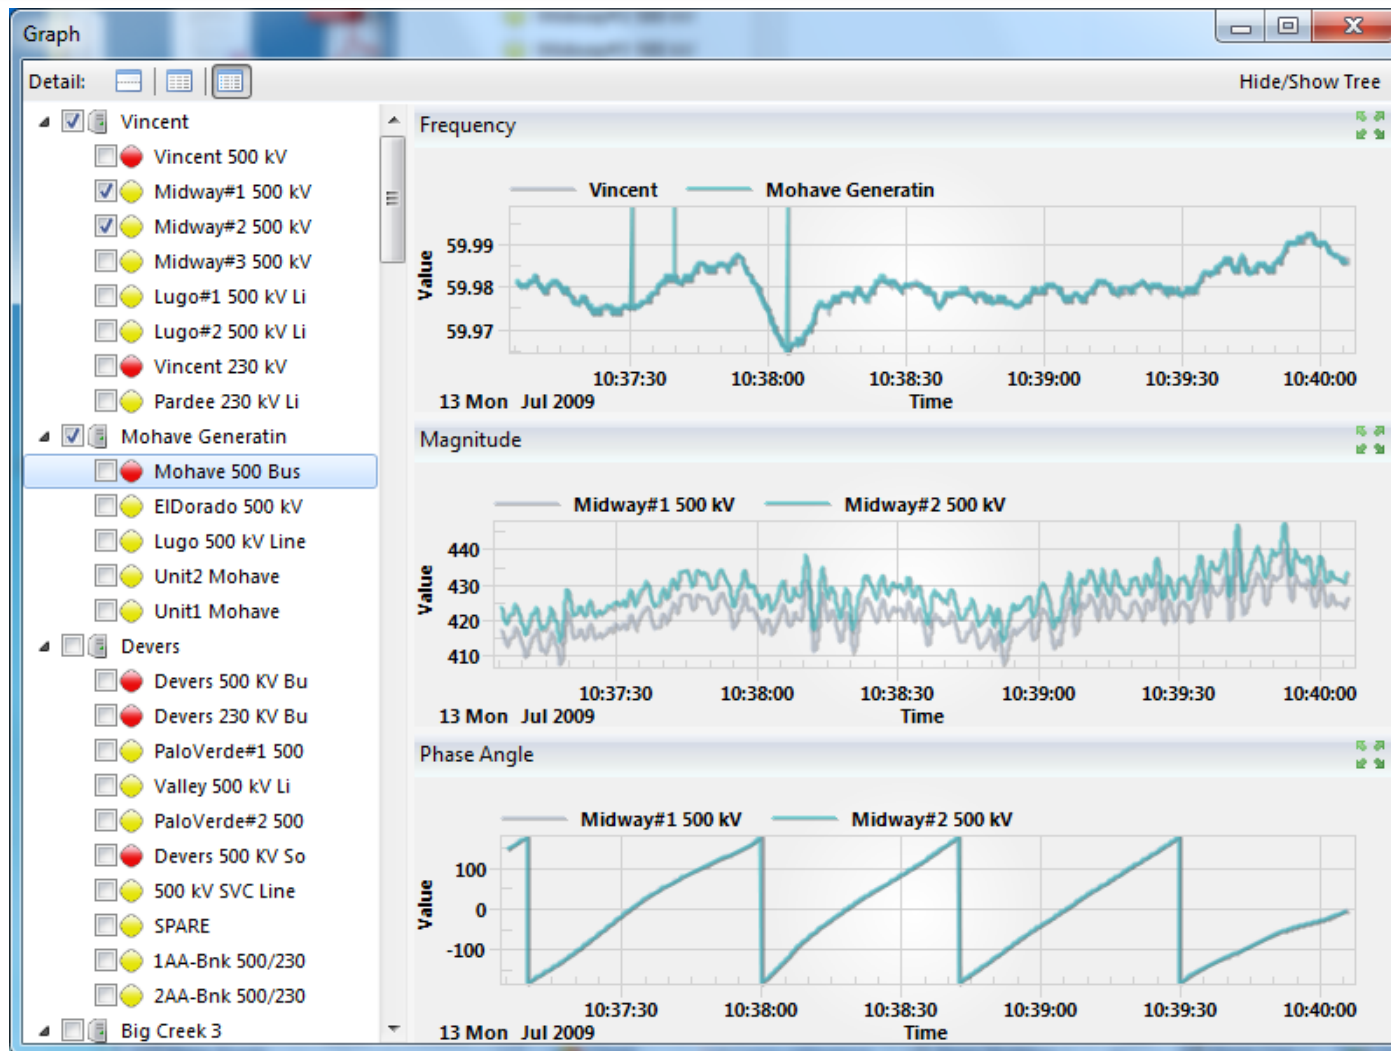 Graph
Detail:
Hide/Show Tree
Vincent
Vincent 500 kV
Midway#1 500 kV
Midway#2 500 kV
Midway#3 500 kV
Lugo#1 500 kV Li
Lugo#2 500 kV Li
Vincent 230 kV
Pardee 230 kV Li
Mohave Generatin
Mohave 500 Bus
ElDorado 500 kV
Lugo 500 kV Line
Unit2 Mohave
Unit1 Mohave
Devers
Devers 500 KV Bu
Devers 230 KV Bu
PaloVerde#1 500
Valley 500 kV Li
PaloVerde#2 500
Devers 500 KV So
500 kV SVC Line
SPARE
1AA-Bnk 500/230
2AA-Bnk 500/230
Big Creek 3
Frequency
Vincent Mohave Generatin
Value
59.99
59.98
59.97
10:37:30 10:38:00 10:38:30 10:39:00 10:39:30 10:40:00
13 Mon Jul 2009 Time
Magnitude
Midway#1 500 kV Midway#2 500 kV
Value
440
430
420
410
10:37:30 10:38:00 10:38:30 10:39:00 10:39:30 10:40:00
13 Mon Jul 2009 Time
Phase Angle
Midway#1 500 kV Midway#2 500 kV
Value
100
0
-100
10:37:30 10:38:00 10:38:30 10:39:00 10:39:30 10:40:00
13 Mon Jul 2009 Time